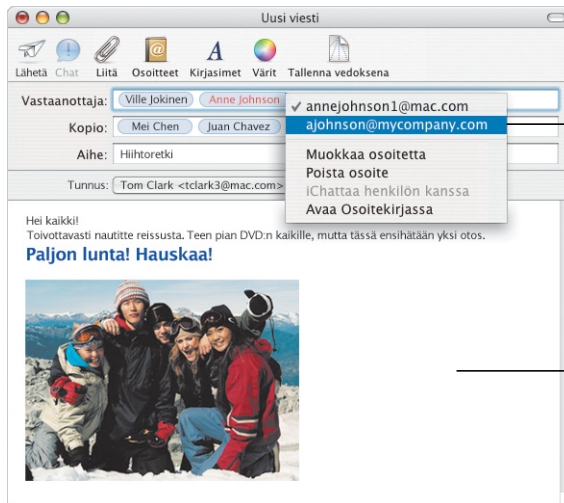 Uusi viesti
Lähetä Chat Liitä Osoitteet Kirjasimet Värit Tallenna vedoksena
Vastaanottaja: Ville Jokinen Anne Johnson
✓ annejohnson1@mac.com
ajohnson@mycompany.com
Muokkaa osoitetta
Poista osoite
iChattaa henkilön kanssa
Avaa Osoitekirjassa
Kopio: Mei Chen Juan Chavez
Aihe: Hiihtoretki
Tunnus: Tom Clark <tclark3@mac.com>
Hei kaikki!
Toivottavasti nautitte reissusta. Teen pian DVD:n kaikille, mutta tässä ensihätään yksi otos.
Paljon lunta! Hauskaa!